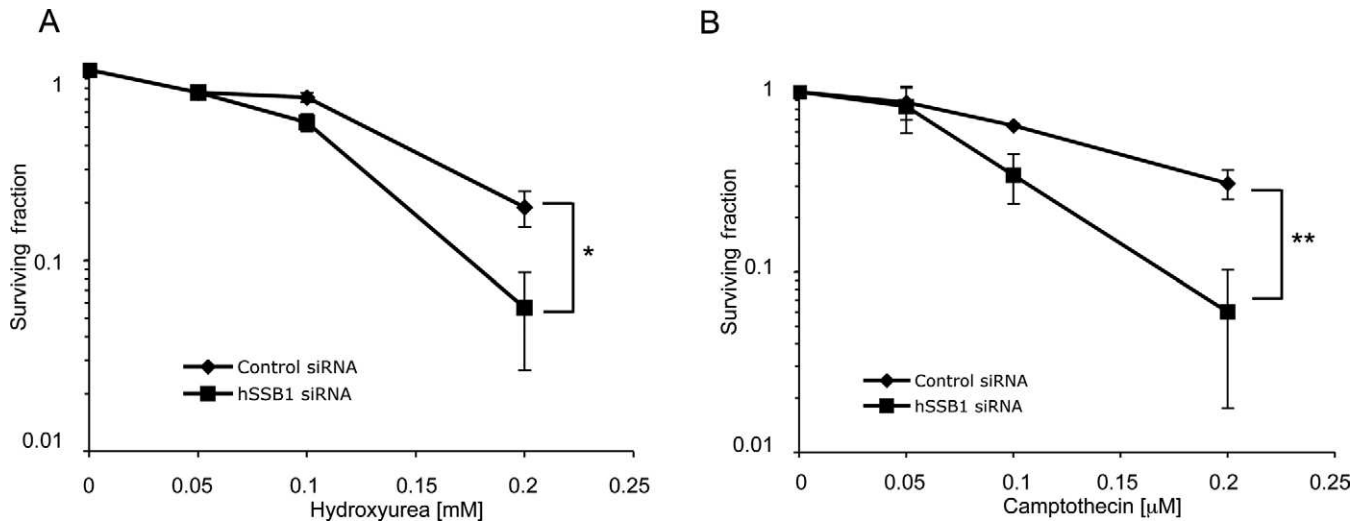 A
1
0.1
0.01
Surviving fraction
*
Control siRNA
hSSB1 siRNA
0 0.05 0.1 0.15 0.2 0.25
Hydroxyurea [mM]
B
1
0.1
0.01
Surviving fraction
**
Control siRNA
hSSB1 siRNA
0 0.05 0.1 0.15 0.2 0.25
Camptothecin [µM]